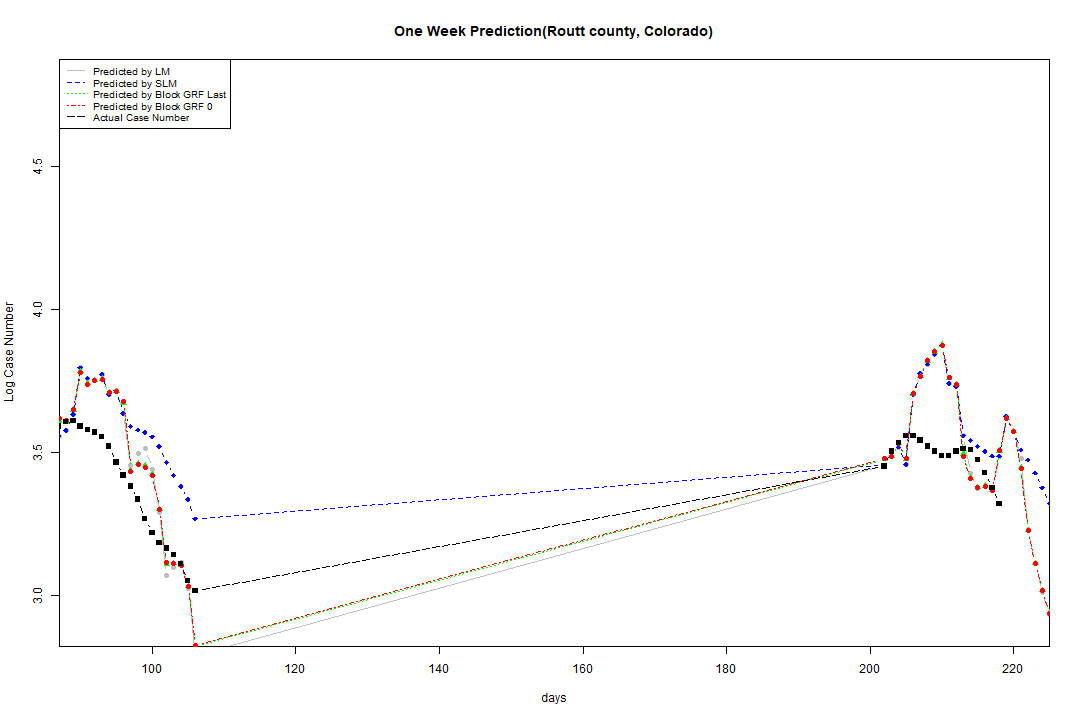 One Week Prediction(Routt county, Colorado)
Predicted by LM
Predicted by SLM
Predicted by Block GRF Last
Predicted by Block GRF 0
Actual Case Number
4.5
4.0
3.5
3.0
Log Case Number
100 120 140 160 180 200 220
days